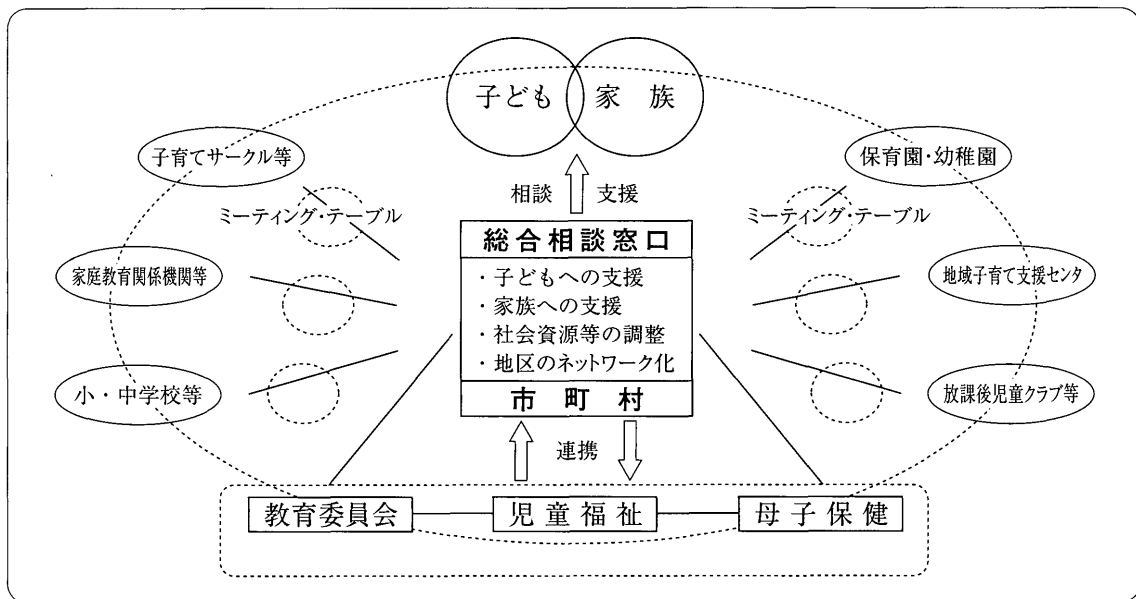 子ども
家族
子育てサークル等
保育園・幼稚園
相談
支援
ミーティング・テーブル
ミーティング・テーブル
総合相談窓口
・子どもへの支援
・家族への支援
・社会資源等の調整
・地区のネットワーク化
市町村
家庭教育関係機関等
地域子育て支援センタ
小・中学校等
放課後児童クラブ等
連携
教育委員会
児童福祉
母子保健